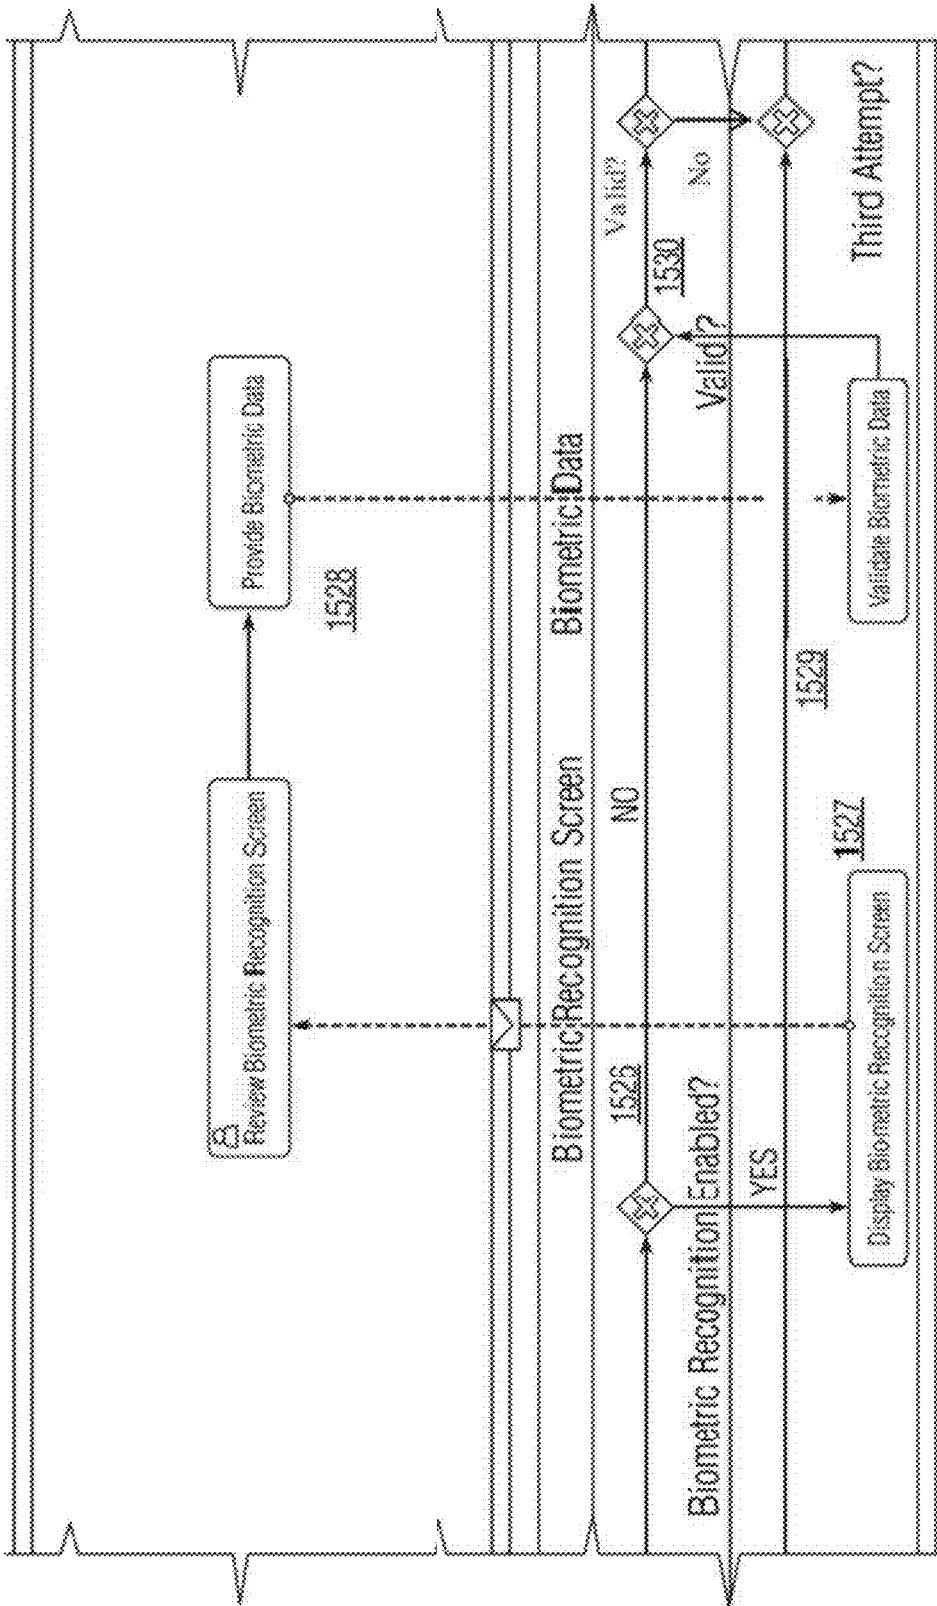 Review Biometric Recognition Screen
Provide Biometric Data
1528
Biometric Recognition Screen
Biometric Data
1526
NO
1530
Valid?
Biometric Recognition Enabled?
YES
Valid?
No
1529
1527
Display Biometric Recognition Screen
Validate Biometric Data
Third Attempt?